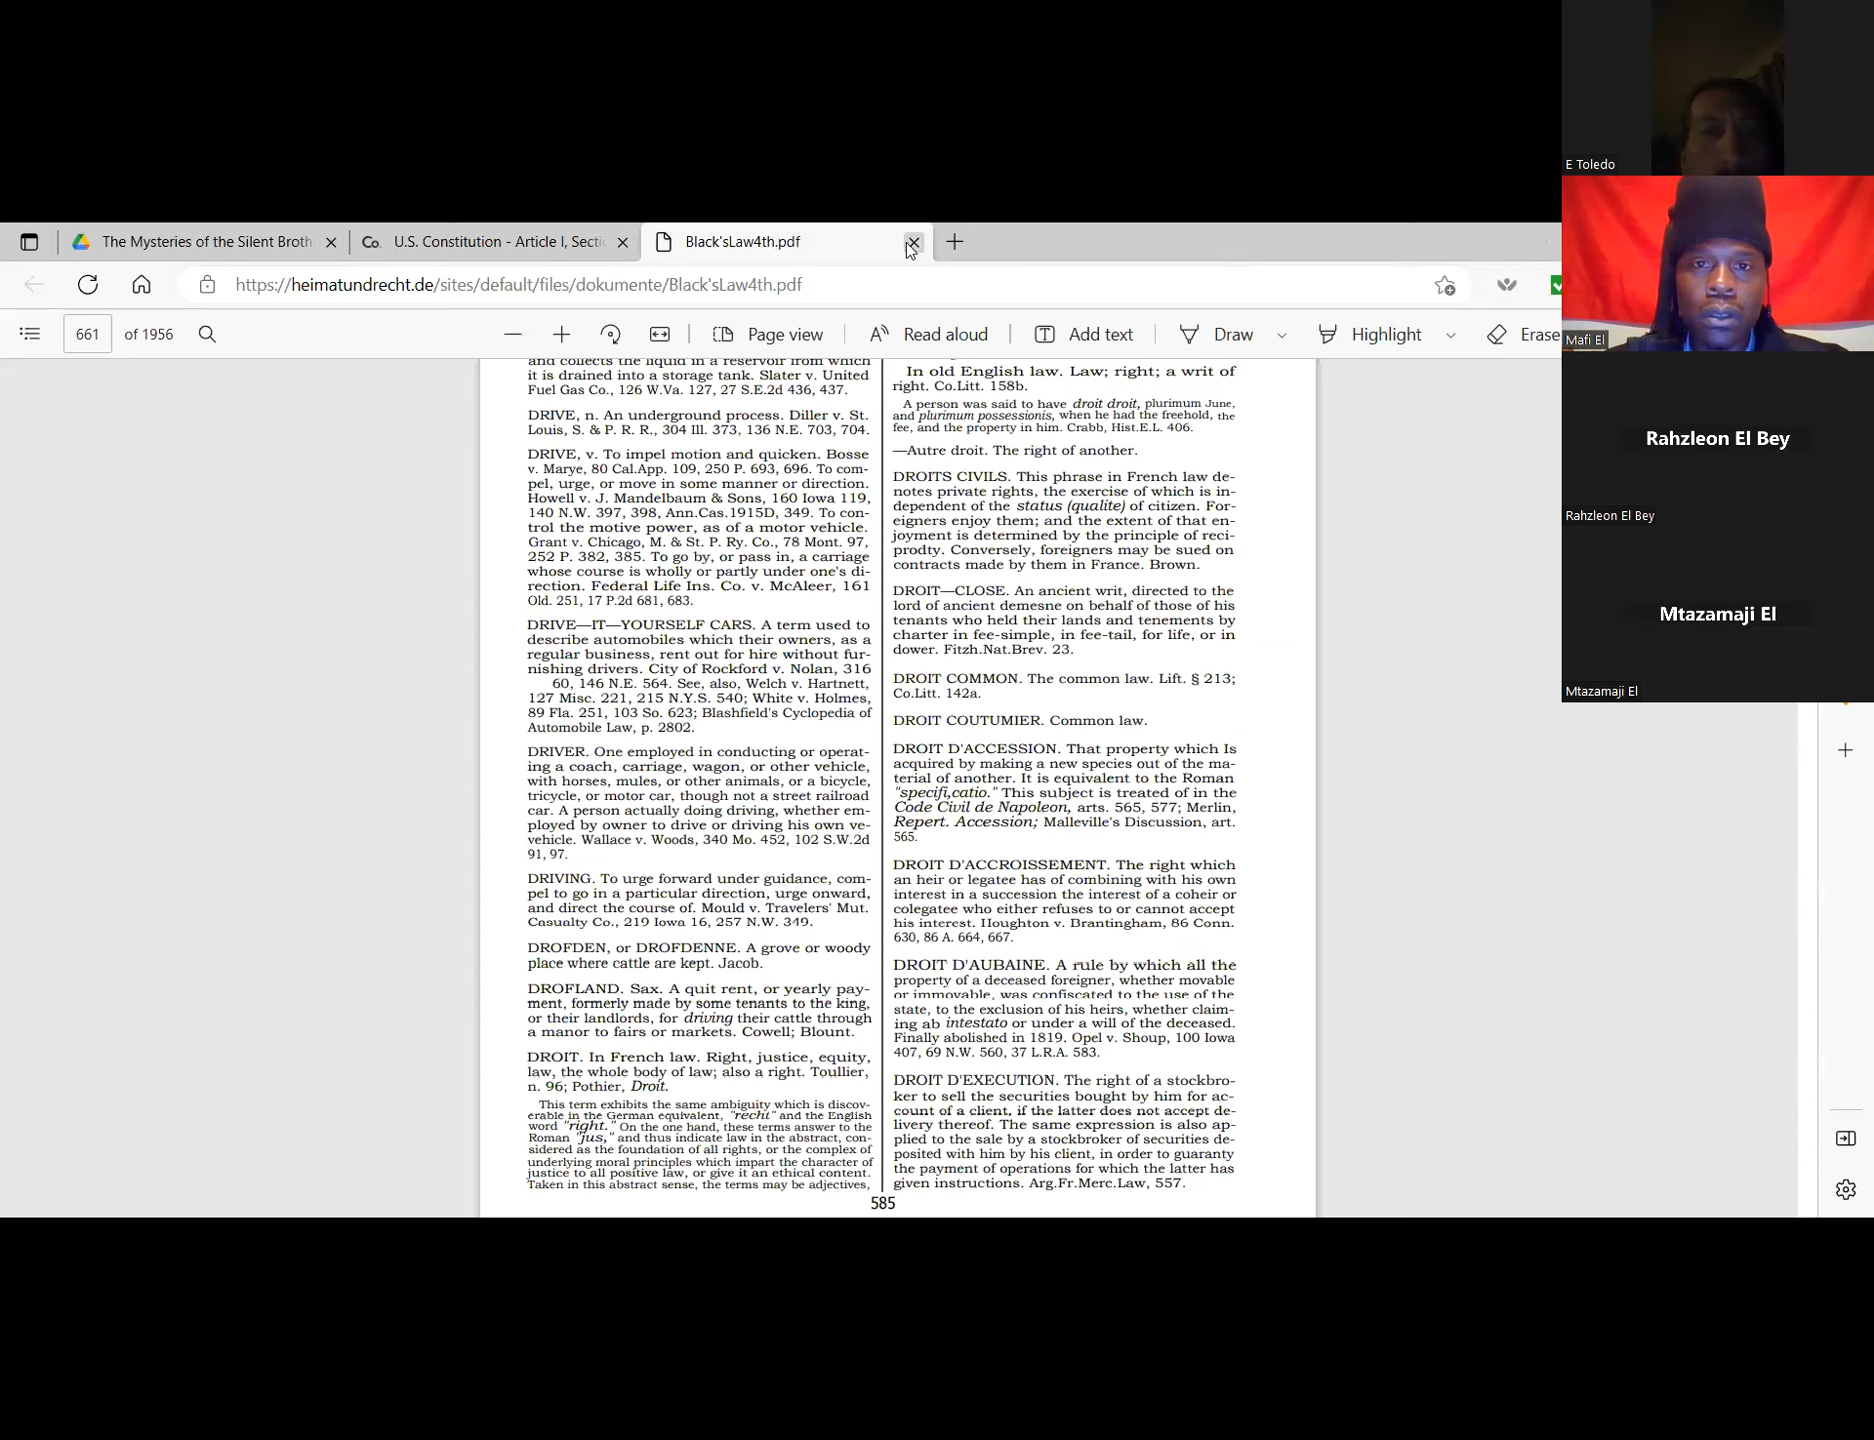 The Mysteries of the Silent Broth
Co. U.S. Constitution - Article I, Secti
Black'sLaw4th.pdf
https://heimatundrecht.de/sites/default/files/dokumente/Black'sLaw4th.pdf
661 of 1956
Page view
Read aloud
Add text
Draw
Highlight
Erase
and collects the liquid in a reservoir from which
it is drained into a storage tank. Slater v. United
Fuel Gas Co., 126 W.Va. 127, 27 S.E.2d 436, 437.
DRIVE, n. An underground process. Diller v. St.
Louis, S. & P. R. R., 304 Ill. 373, 136 N.E. 703, 704.
DRIVE, v. To impel motion and quicken. Bosse
v. Marye, 80 Cal.App. 109, 250 P. 693, 696. To com-
pel, urge, or move in some manner or direction.
Howell v. J. Mandelbaum & Sons, 160 Iowa 119,
140 N.W. 397, 398, Ann.Cas.1915D, 349. To con-
trol the motive power, as of a motor vehicle.
Grant v. Chicago, M. & St. P. Ry. Co., 78 Mont. 97,
252 P. 382, 385. To go by, or pass in, a carriage
whose course is wholly or partly under one's di-
rection. Federal Life Ins. Co. v. McAleer, 161
Old. 251, 17 P.2d 681, 683.
DRIVE—IT—YOURSELF CARS. A term used to
describe automobiles which their owners, as a
regular business, rent out for hire without fur-
nishing drivers. City of Rockford v. Nolan, 316
60, 146 N.E. 564. See, also, Welch v. Hartnett,
127 Misc. 221, 215 N.Y.S. 540; White v. Holmes,
89 Fla. 251, 103 So. 623; Blashfield's Cyclopedia of
Automobile Law, p. 2802.
DRIVER. One employed in conducting or operat-
ing a coach, carriage, wagon, or other vehicle,
with horses, mules, or other animals, or a bicycle,
tricycle, or motor car, though not a street railroad
car. A person actually doing driving, whether em-
ployed by owner to drive or driving his own ve-
vehicle. Wallace v. Woods, 340 Mo. 452, 102 S.W.2d
91, 97.
DRIVING. To urge forward under guidance, com-
pel to go in a particular direction, urge onward,
and direct the course of. Mould v. Travelers' Mut.
Casualty Co., 219 Iowa 16, 257 N.W. 349.
DROFDEN, or DROFDENNE. A grove or woody
place where cattle are kept. Jacob.
DROFLAND. Sax. A quit rent, or yearly pay-
ment, formerly made by some tenants to the king,
or their landlords, for driving their cattle through
a manor to fairs or markets. Cowell; Blount.
DROIT. In French law. Right, justice, equity,
law, the whole body of law; also a right. Toullier,
n. 96; Pothier, Droit.
This term exhibits the same ambiguity which is discov-
erable in the German equivalent, "recht" and the English
word "right." On the one hand, these terms answer to the
Roman "jus," and thus indicate law in the abstract, con-
sidered as the foundation of all rights, or the complex of
underlying moral principles which impart the character of
justice to all positive law, or give it an ethical content.
Taken in this abstract sense, the terms may be adjectives,
In old English law. Law; right; a writ of
right. Co.Litt. 158b.
A person was said to have droit droit, plurimum June,
and plurimum possessionis, when he had the freehold, the
fee, and the property in him. Crabb, Hist.E.L. 406.
—Autre droit. The right of another.
DROITS CIVILS. This phrase in French law de-
notes private rights, the exercise of which is in-
dependent of the status (qualite) of citizen. For-
eigners enjoy them; and the extent of that en-
joyment is determined by the principle of reci-
prodty. Conversely, foreigners may be sued on
contracts made by them in France. Brown.
DROIT—CLOSE. An ancient writ, directed to the
lord of ancient demesne on behalf of those of his
tenants who held their lands and tenements by
charter in fee-simple, in fee-tail, for life, or in
dower. Fitzh.Nat.Brev. 23.
DROIT COMMON. The common law. Lift. § 213;
Co.Litt. 142a.
DROIT COUTUMIER. Common law.
DROIT D'ACCESSION. That property which Is
acquired by making a new species out of the ma-
terial of another. It is equivalent to the Roman
"specifi,catio." This subject is treated of in the
Code Civil de Napoleon, arts. 565, 577; Merlin,
Repert. Accession; Malleville's Discussion, art.
565.
DROIT D'ACCROISSEMENT. The right which
an heir or legatee has of combining with his own
interest in a succession the interest of a coheir or
colegatee who either refuses to or cannot accept
his interest. Houghton v. Brantingham, 86 Conn.
630, 86 A. 664, 667.
DROIT D'AUBAINE. A rule by which all the
property of a deceased foreigner, whether movable
or immovable, was confiscated to the use of the
state, to the exclusion of his heirs, whether claim-
ing ab intestato or under a will of the deceased.
Finally abolished in 1819. Opel v. Shoup, 100 Iowa
407, 69 N.W. 560, 37 L.R.A. 583.
DROIT D'EXECUTION. The right of a stockbro-
ker to sell the securities bought by him for ac-
count of a client, if the latter does not accept de-
livery thereof. The same expression is also ap-
plied to the sale by a stockbroker of securities de-
posited with him by his client, in order to guaranty
the payment of operations for which the latter has
given instructions. Arg.Fr.Merc.Law, 557.
585
E Toledo
Mafi El
Rahzleon El Bey
Rahzleon El Bey
Mtazamaji El
Mtazamaji El